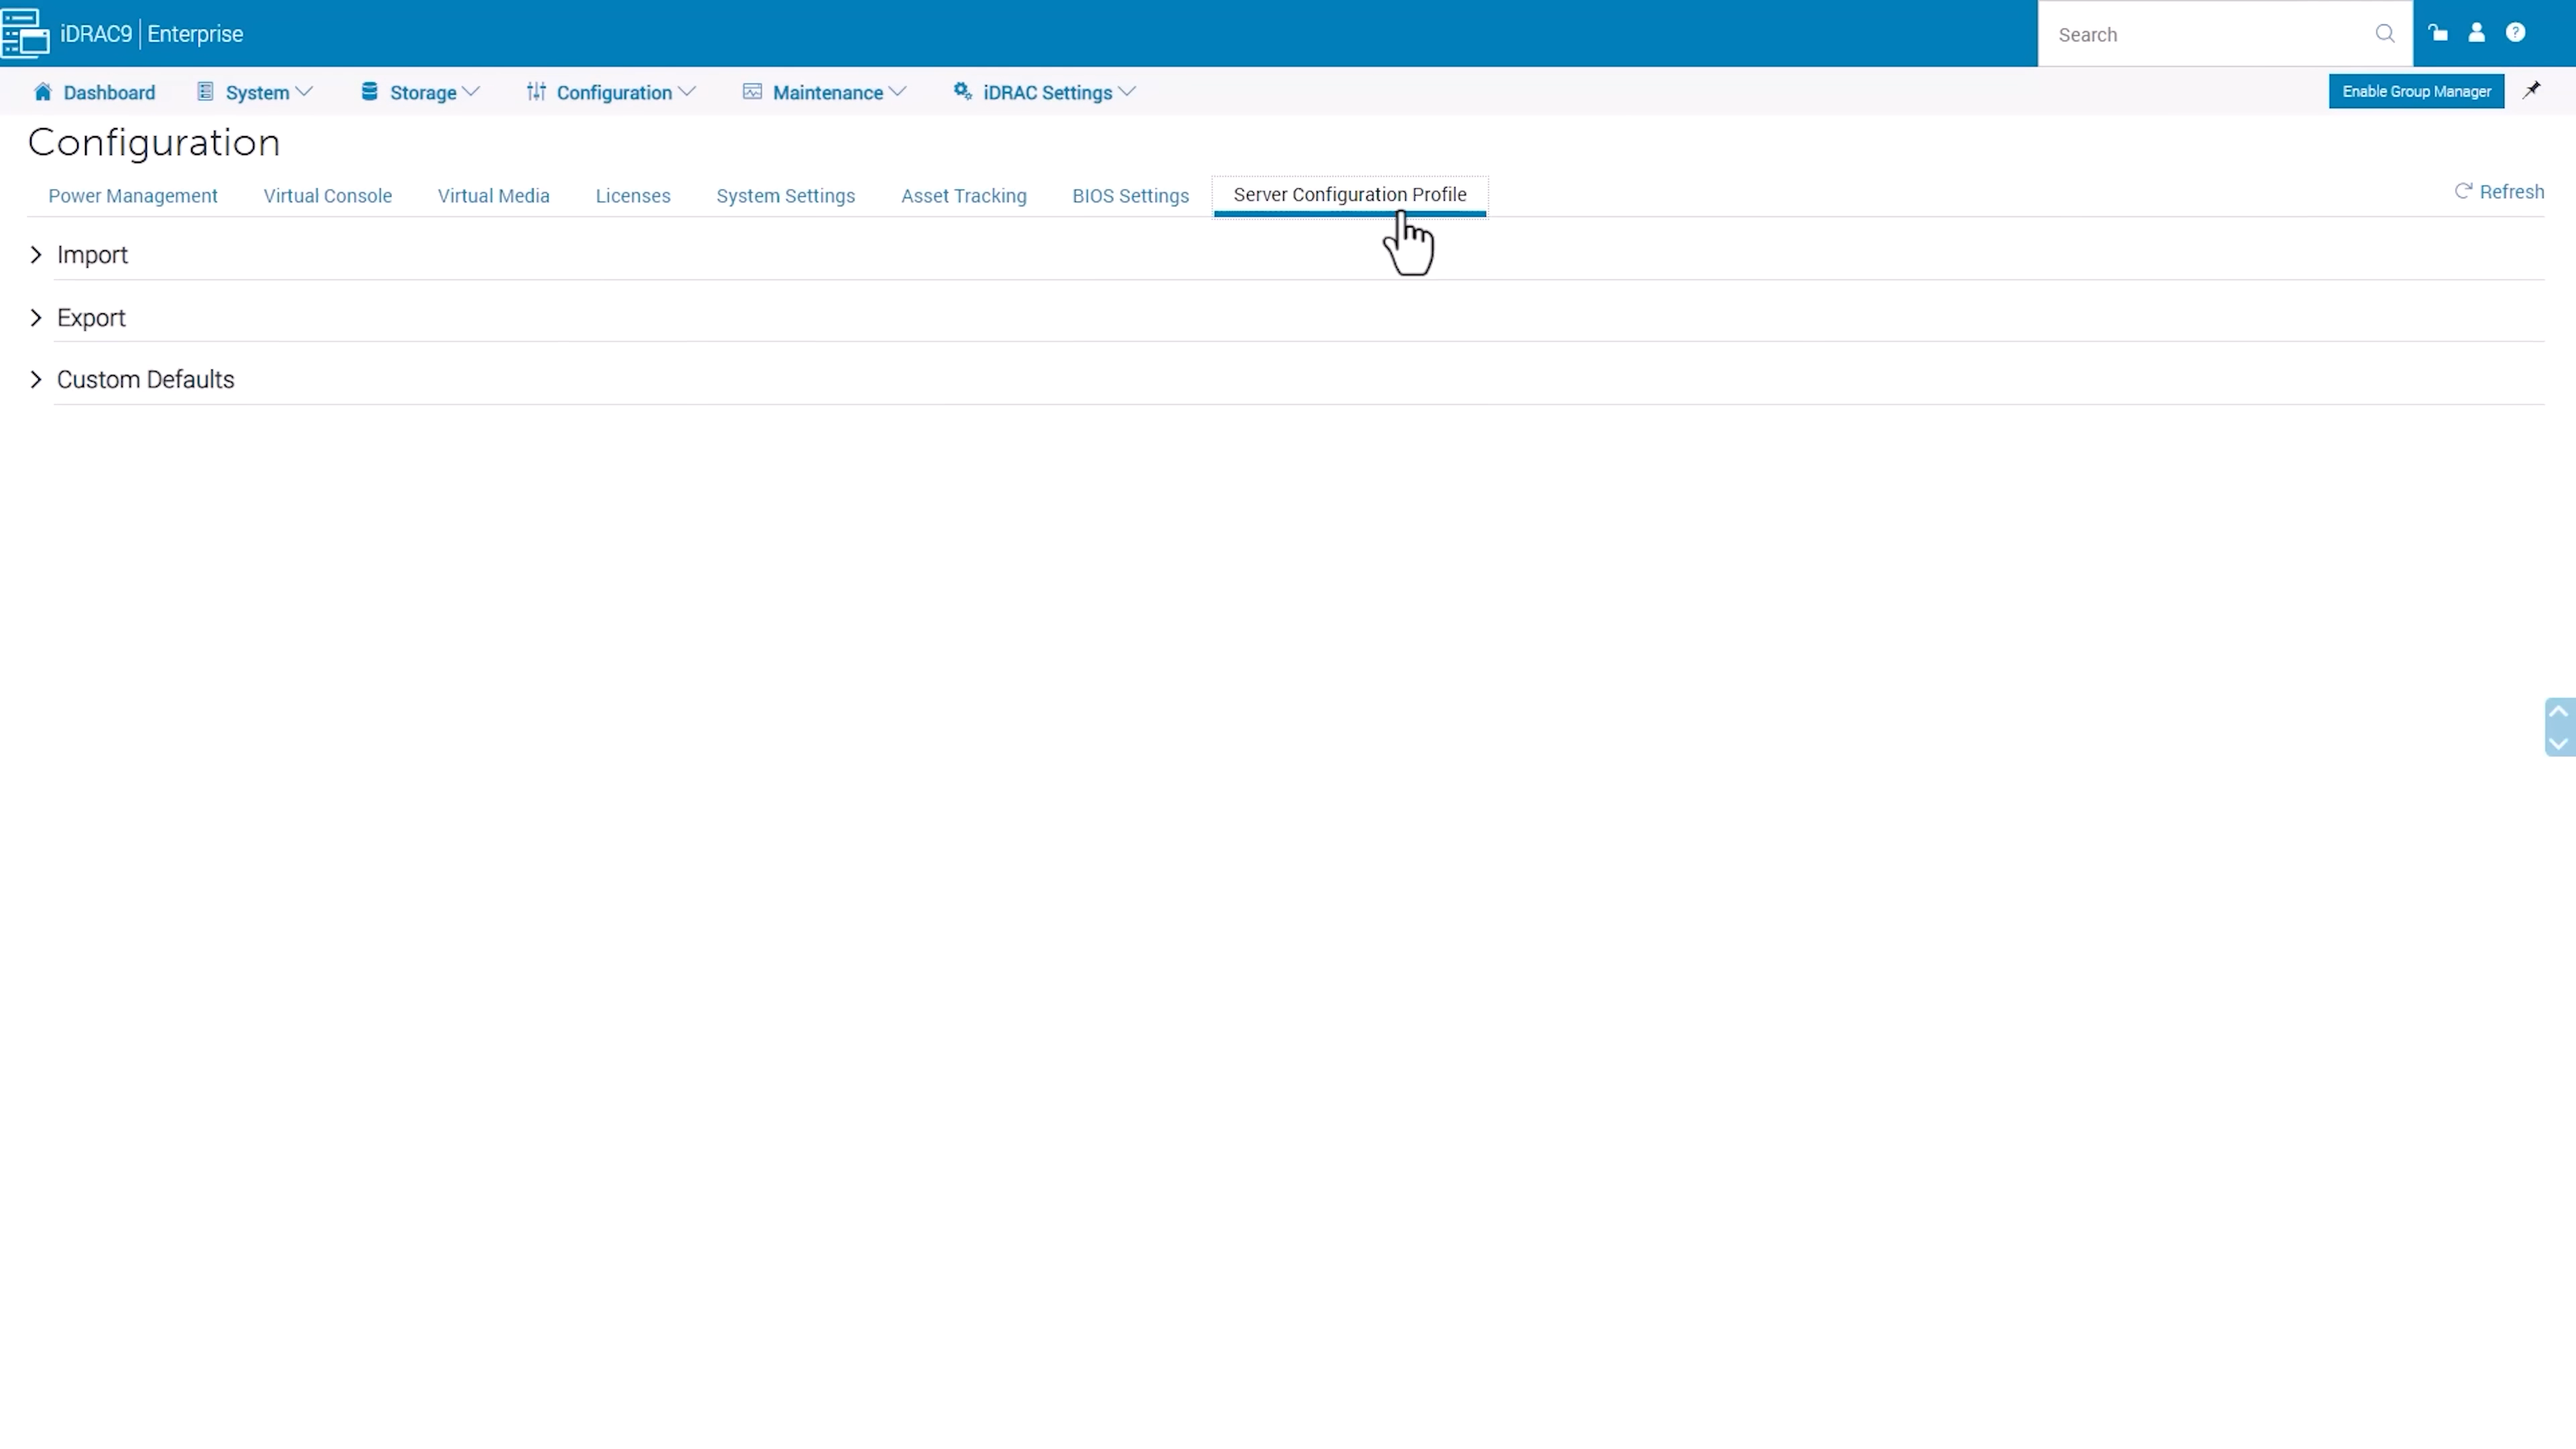 iDRAC9 | Enterprise
Search
Dashboard
System
Storage
Configuration
Maintenance
iDRAC Settings
Enable Group Manager
Configuration
Power Management
Virtual Console
Virtual Media
Licenses
System Settings
Asset Tracking
BIOS Settings
Server Configuration Profile
Refresh
Import
Export
Custom Defaults